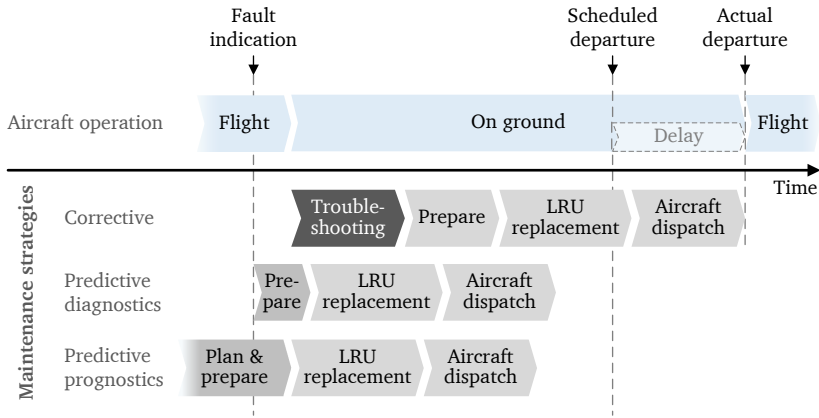 Fault
indication
Scheduled
departure
Actual
departure
Aircraft operation
Flight
On ground
Delay
Flight
Time
Maintenance strategies
Corrective
Trouble-
shooting
Prepare
LRU
replacement
Aircraft
dispatch
Predictive
diagnostics
Pre-
pare
LRU
replacement
Aircraft
dispatch
Predictive
prognostics
Plan &
prepare
LRU
replacement
Aircraft
dispatch